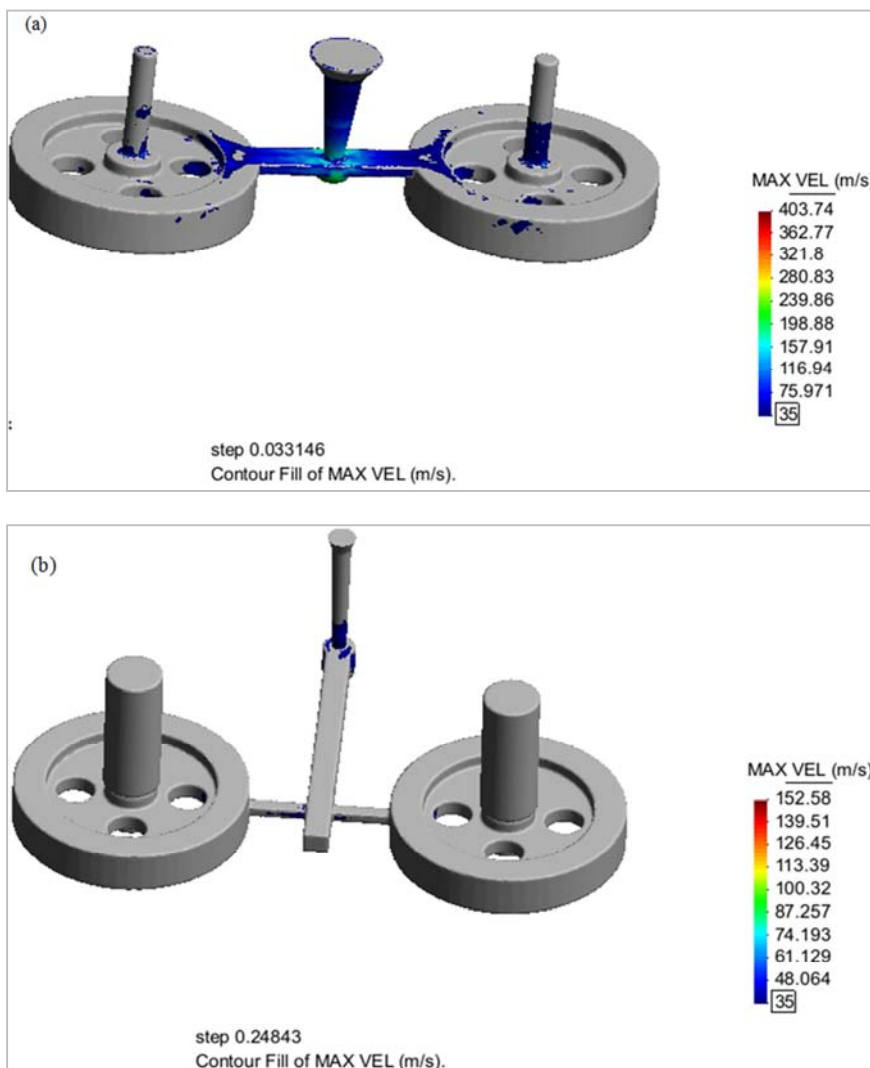 (a)
MAX VEL (m/s)
403.74
362.77
321.8
280.83
239.86
198.88
157.91
116.94
75.971
35
:
step 0.033146
Contour Fill of MAX VEL (m/s).
(b)
MAX VEL (m/s)
152.58
139.51
126.45
113.39
100.32
87.257
74.193
61.129
48.064
35
step 0.24843
Contour Fill of MAX VEL (m/s).